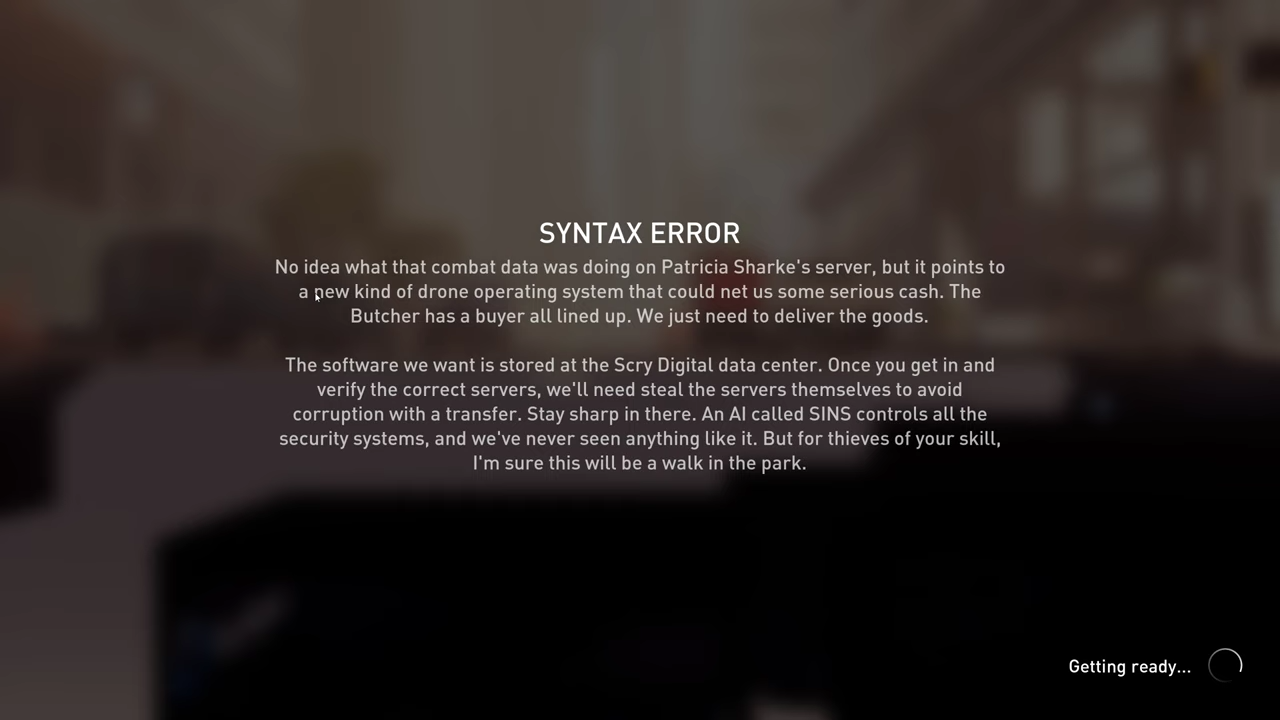 SYNTAX ERROR
No idea what that combat data was doing on Patricia Sharke's server, but it points to
a new kind of drone operating system that could net us some serious cash. The
Butcher has a buyer all lined up. We just need to deliver the goods.
The software we want is stored at the Scry Digital data center. Once you get in and
verify the correct servers, we'll need steal the servers themselves to avoid
corruption with a transfer. Stay sharp in there. An AI called SINS controls all the
security systems, and we've never seen anything like it. But for thieves of your skill,
I'm sure this will be a walk in the park.
Getting ready...